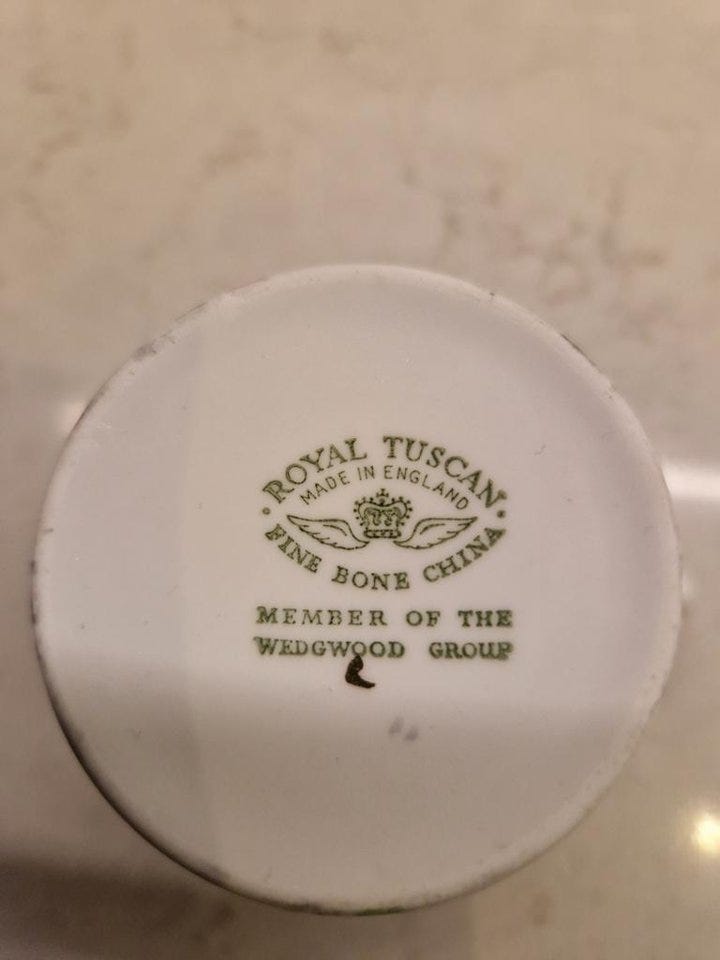 · ROYAL TUSCAN ·
MADE IN ENGLAND
FINE BONE CHINA
MEMBER OF THE
WEDGWOOD GROUP